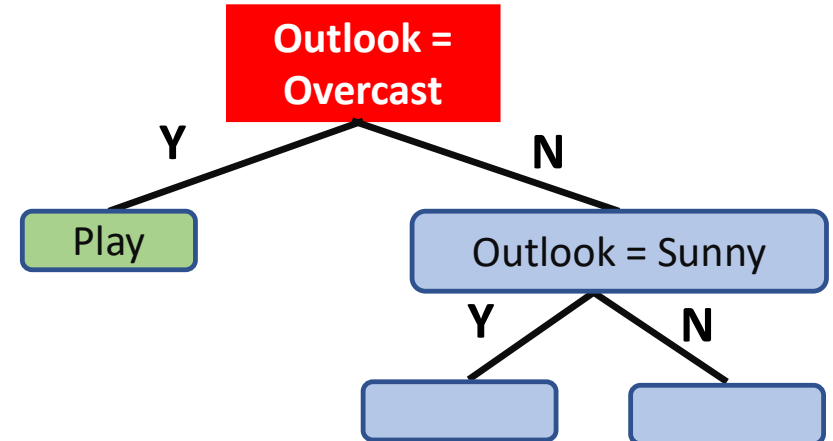 Outlook =
Overcast
Y
N
Play
Outlook = Sunny
Y
N